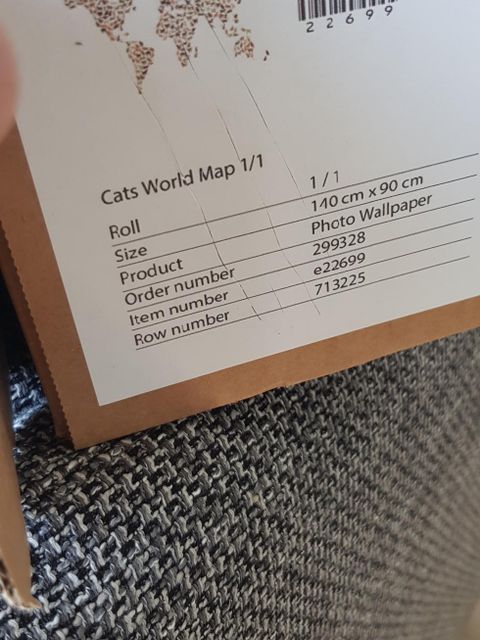 22699
Cats World Map 1/1
Roll 1 / 1
Size 140 cm x 90 cm
Product Photo Wallpaper
Order number 299328
Item number e22699
Row number 713225